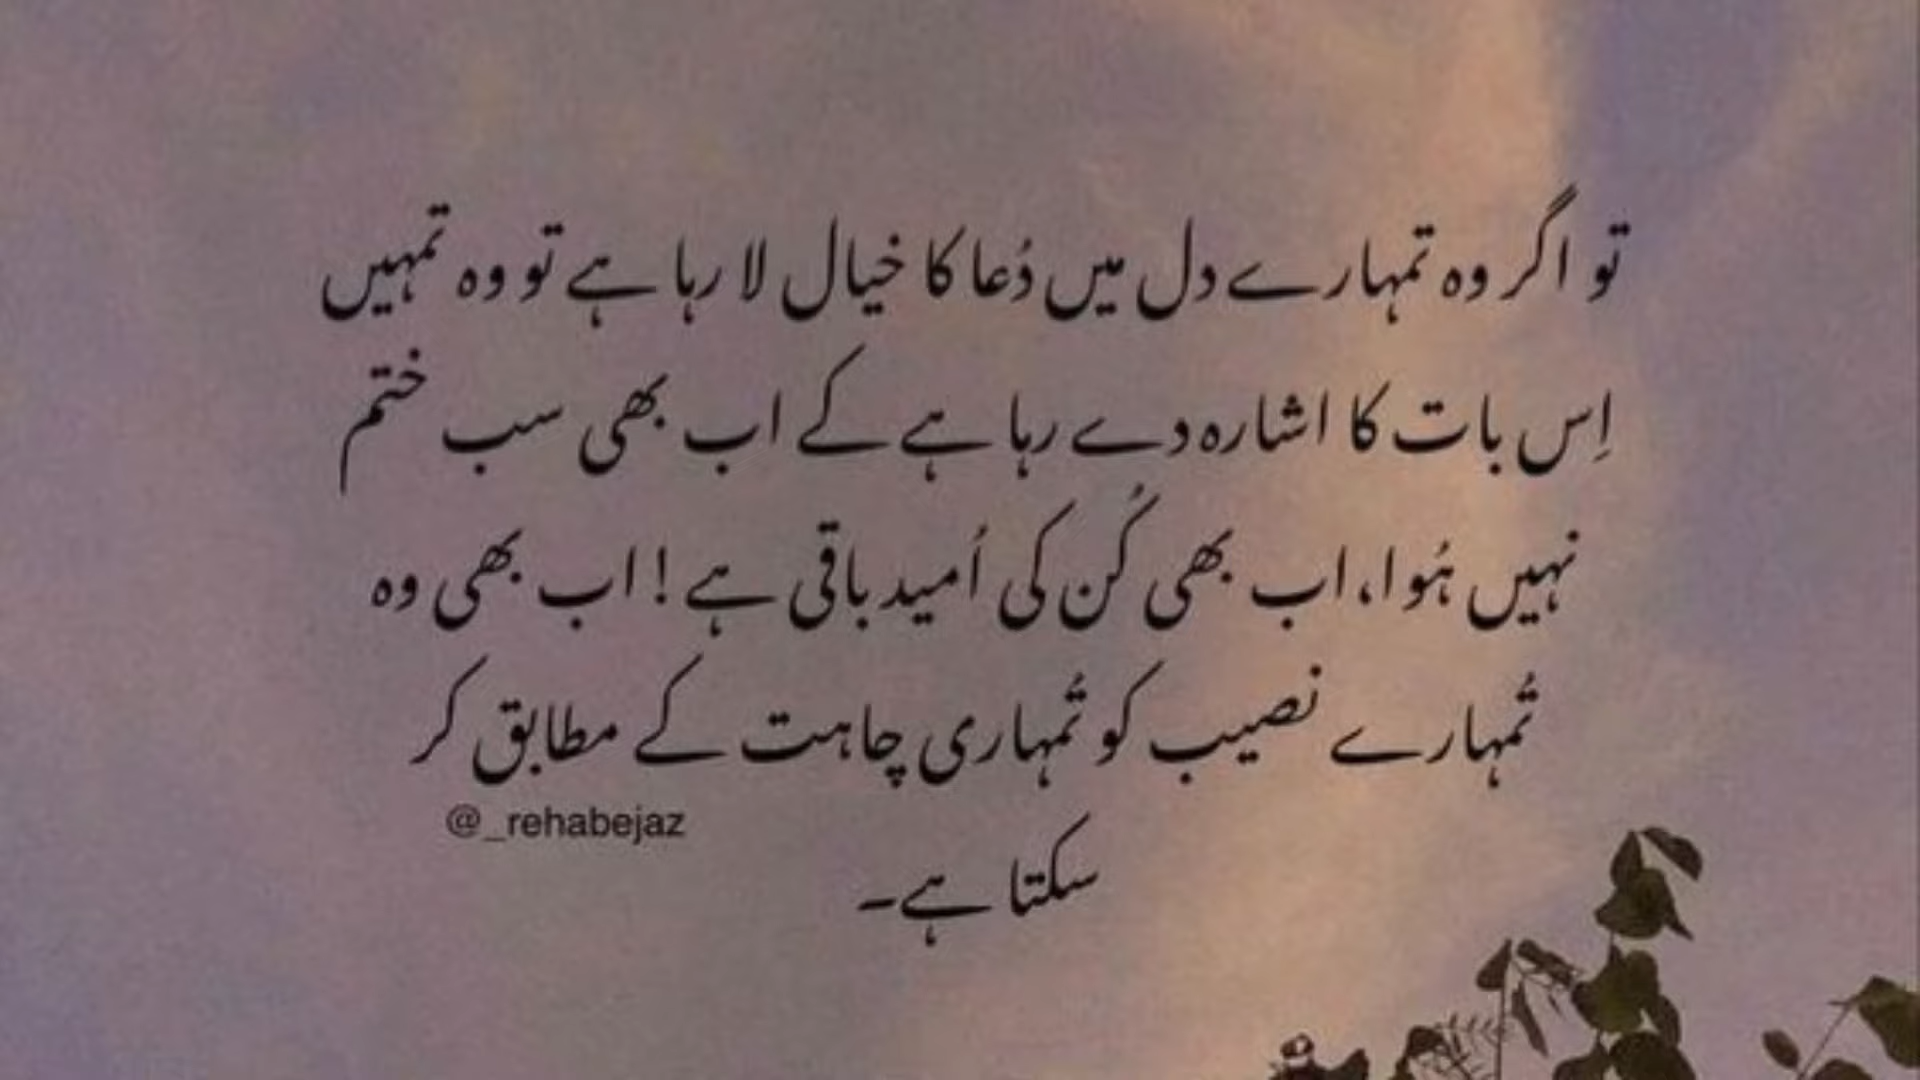 تو اگر وہ تمہارے دل میں دُعا کا خیال لا رہا ہے تو وہ تمہیں
اِس بات کا اشارہ دے رہا ہے کے اب بھی سب ختم
نہیں ہُوا، اب بھی کُن کی اُمید باقی ہے! اب بھی وہ
تُمہارے نصیب کو تُمہاری چاہت کے مطابق کر
@_rehabejaz
سکتا ہے۔